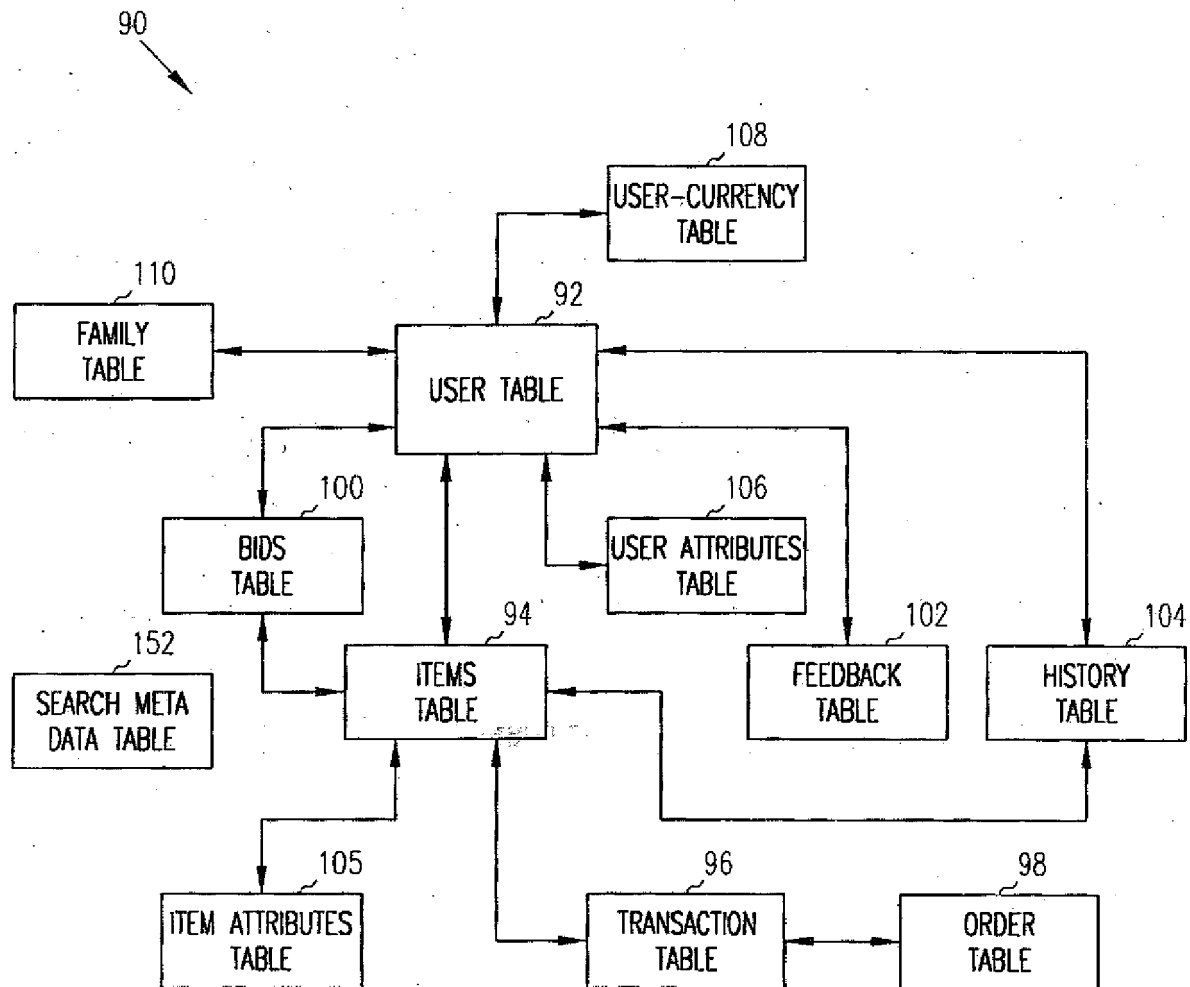 90
108
USER-CURRENCY
TABLE
110
FAMILY
TABLE
92
USER TABLE
100
BIDS
TABLE
106
USER ATTRIBUTES
TABLE
152
SEARCH META
DATA TABLE
94
ITEMS
TABLE
102
FEEDBACK
TABLE
104
HISTORY
TABLE
105
ITEM ATTRIBUTES
TABLE
96
TRANSACTION
TABLE
98
ORDER
TABLE